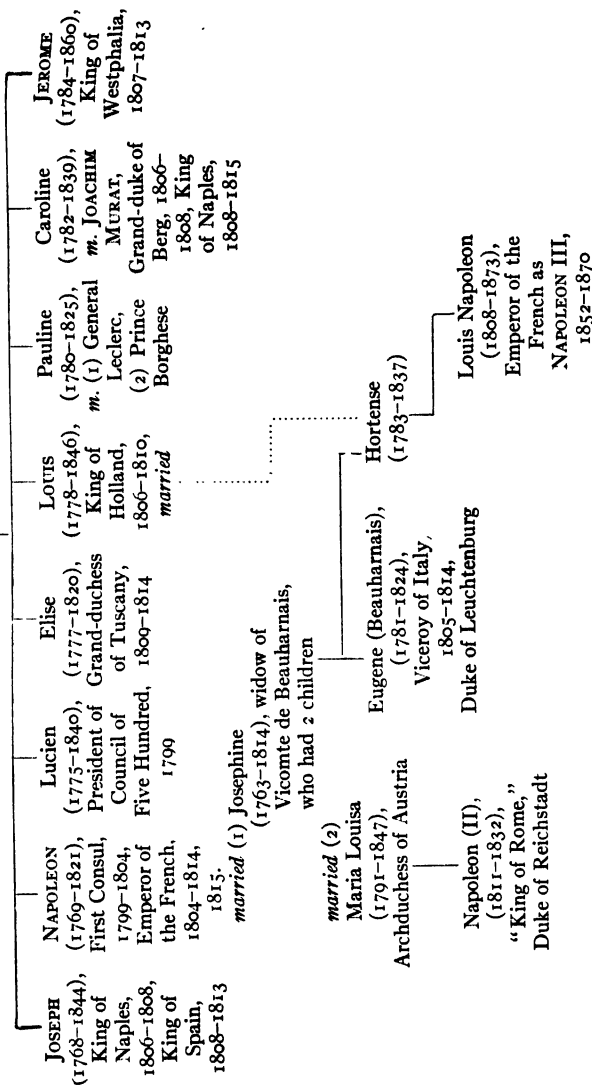 JOSEPH
(1768–1844),
King of
Naples,
1806–1808,
King of
Spain,
1808–1813
NAPOLEON
(1769–1821),
First Consul,
1799–1804,
Emperor of
the French,
1804–1814,
1815.
married (1) Josephine
(1763–1814), widow of
Vicomte de Beauharnais,
who had 2 children
married (2)
Maria Louisa
(1791–1847),
Archduchess of Austria
Napoleon (II),
(1811–1832),
"King of Rome,"
Duke of Reichstadt
Eugene (Beauharnais),
(1781–1824),
Viceroy of Italy,
1805–1814,
Duke of Leuchtenburg
Hortense
(1783–1837)
Louis Napoleon
(1808–1873),
Emperor of the
French as
NAPOLEON III,
1852–1870
Lucien
(1775–1840),
President of
Council of
Five Hundred,
1799
Elise
(1777–1820),
Grand-duchess
of Tuscany,
1809–1814
LOUIS
(1778–1846),
King of
Holland,
1806–1810,
married
Pauline
(1780–1825),
m. (1) General
Leclerc,
(2) Prince
Borghese
Caroline
(1782–1839),
m. JOACHIM
MURAT,
Grand-duke of
Berg, 1806–
1808, King
of Naples,
1808–1815
JEROME
(1784–1860),
King of
Westphalia,
1807–1813